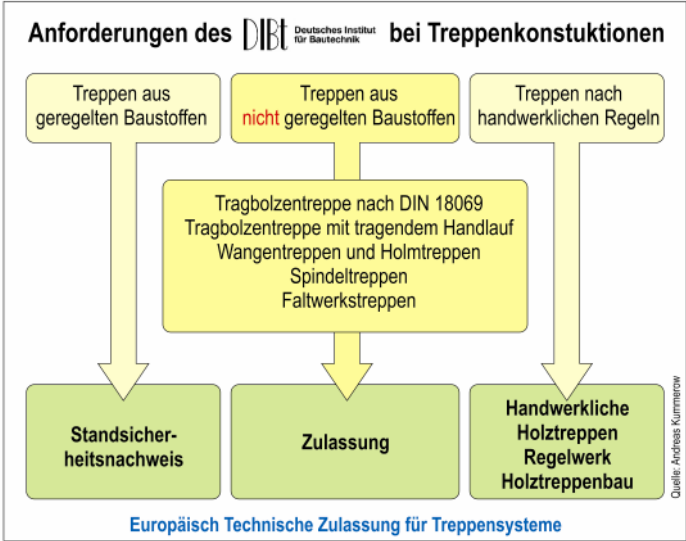 Anforderungen des DIBt Deutsches Institut für Bautechnik bei Treppenkonstuktionen
Treppen aus
geregelten Baustoffen
Treppen aus
nicht geregelten Baustoffen
Treppen nach
handwerklichen Regeln
Tragbolzentreppe nach DIN 18069
Tragbolzentreppe mit tragendem Handlauf
Wangentreppen und Holmtreppen
Spindeltreppen
Faltwerkstreppen
Standsicher-
heitsnachweis
Zulassung
Handwerkliche
Holztreppen
Regelwerk
Holztreppenbau
Quelle: Andreas Kummerow
Europäisch Technische Zulassung für Treppensysteme